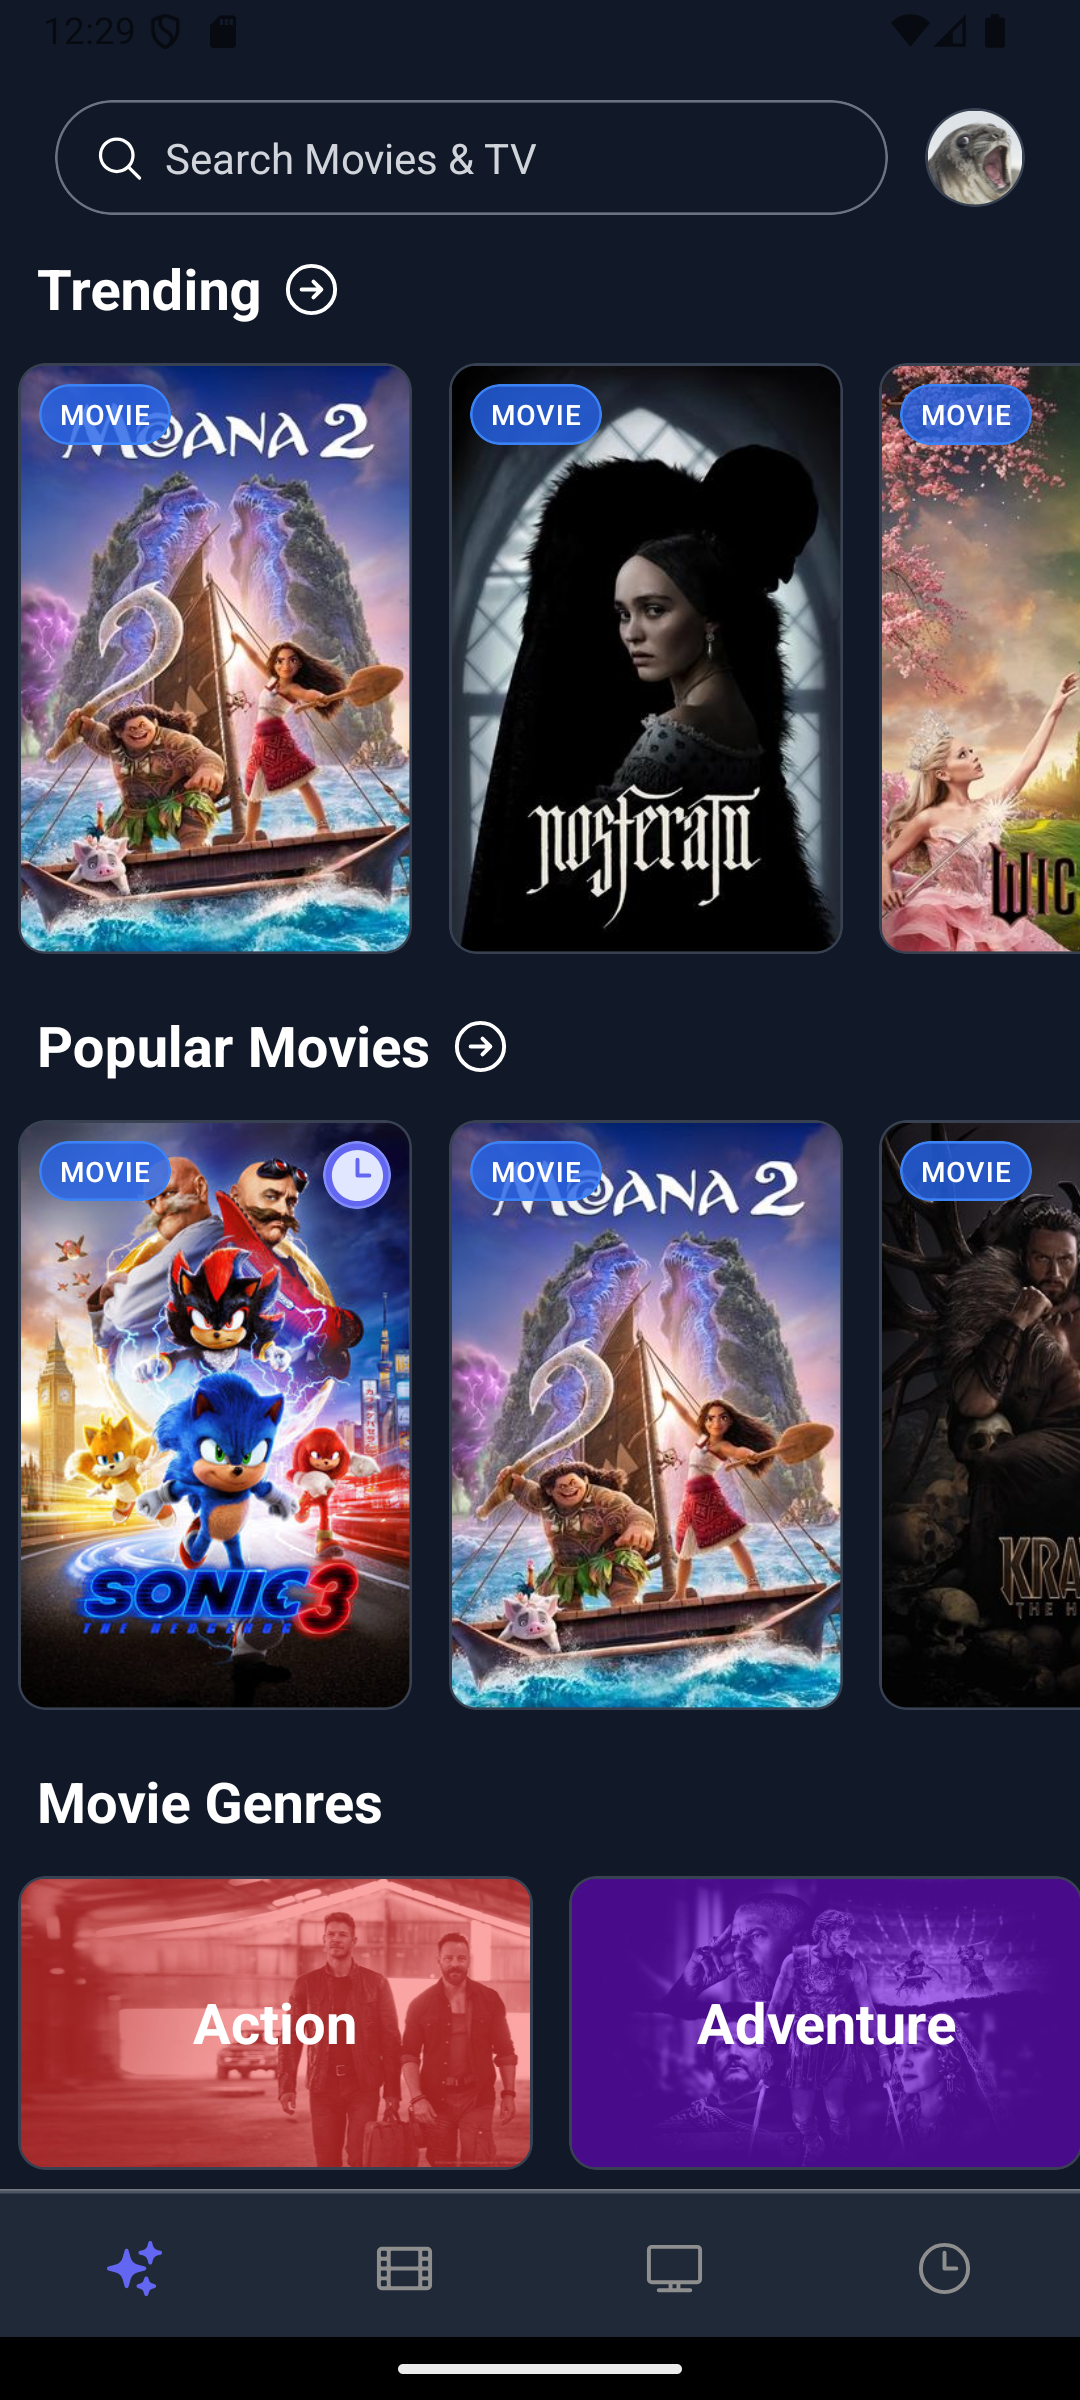 12:29
Search Movies & TV
Trending
MOVIE
MOANA 2
MOVIE
nosferatu
MOVIE
WIC
Popular Movies
MOVIE
SONIC 3
THE HEDGEHOG
MOVIE
MOANA 2
MOVIE
KRA
THE H
Movie Genres
Action
Adventure